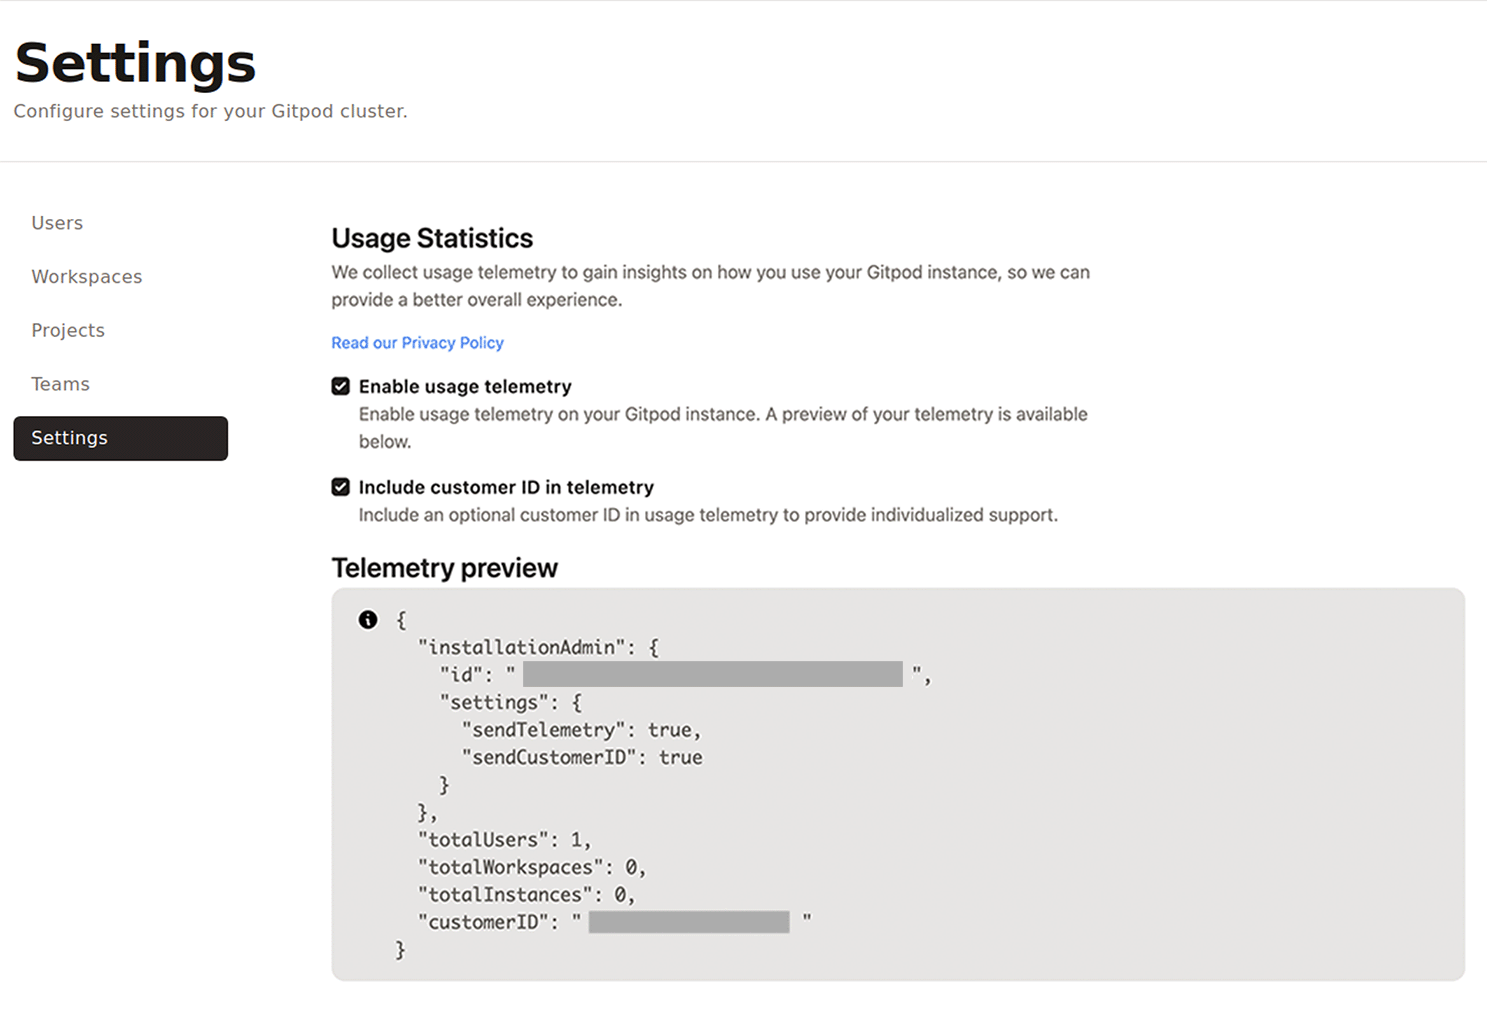 Settings
Configure settings for your Gitpod cluster.
Users
Workspaces
Projects
Teams
Settings
Usage Statistics
We collect usage telemetry to gain insights on how you use your Gitpod instance, so we can
provide a better overall experience.
Read our Privacy Policy
Enable usage telemetry
Enable usage telemetry on your Gitpod instance. A preview of your telemetry is available
below.
Include customer ID in telemetry
Include an optional customer ID in usage telemetry to provide individualized support.
Telemetry preview
{
"installationAdmin": {
"id": " ",
"settings": {
"sendTelemetry": true,
"sendCustomerID": true
}
},
"totalUsers": 1,
"totalWorkspaces": 0,
"totalInstances": 0,
"customerID": " "
}